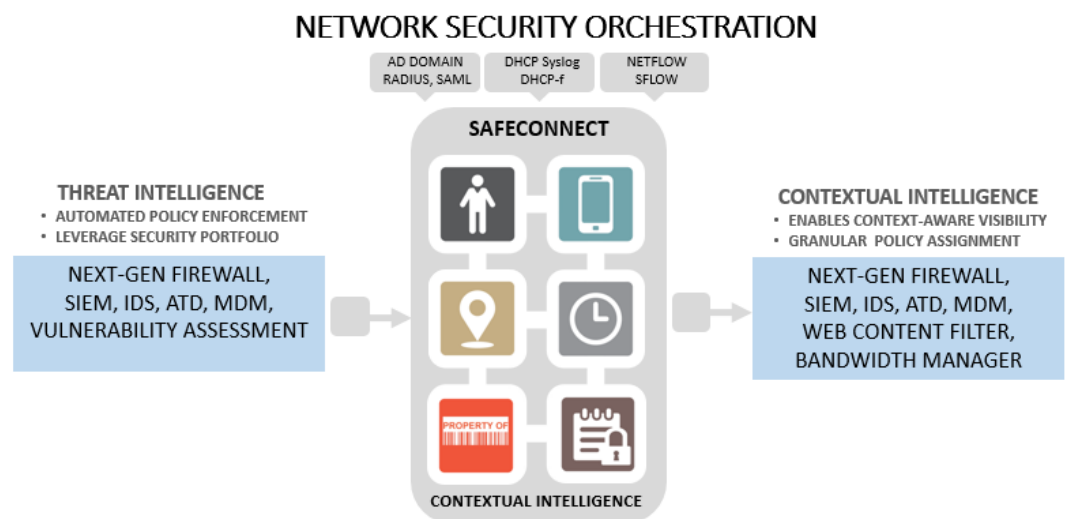 NETWORK SECURITY ORCHESTRATION
AD DOMAIN
RADIUS, SAML
DHCP Syslog
DHCP-f
NETFLOW
SFLOW
SAFECONNECT
THREAT INTELLIGENCE
• AUTOMATED POLICY ENFORCEMENT
• LEVERAGE SECURITY PORTFOLIO
NEXT-GEN FIREWALL,
SIEM, IDS, ATD, MDM,
VULNERABILITY ASSESSMENT
PROPERTY OF
CONTEXTUAL INTELLIGENCE
CONTEXTUAL INTELLIGENCE
• ENABLES CONTEXT-AWARE VISIBILITY
• GRANULAR POLICY ASSIGNMENT
NEXT-GEN FIREWALL,
SIEM, IDS, ATD, MDM,
WEB CONTENT FILTER,
BANDWIDTH MANAGER